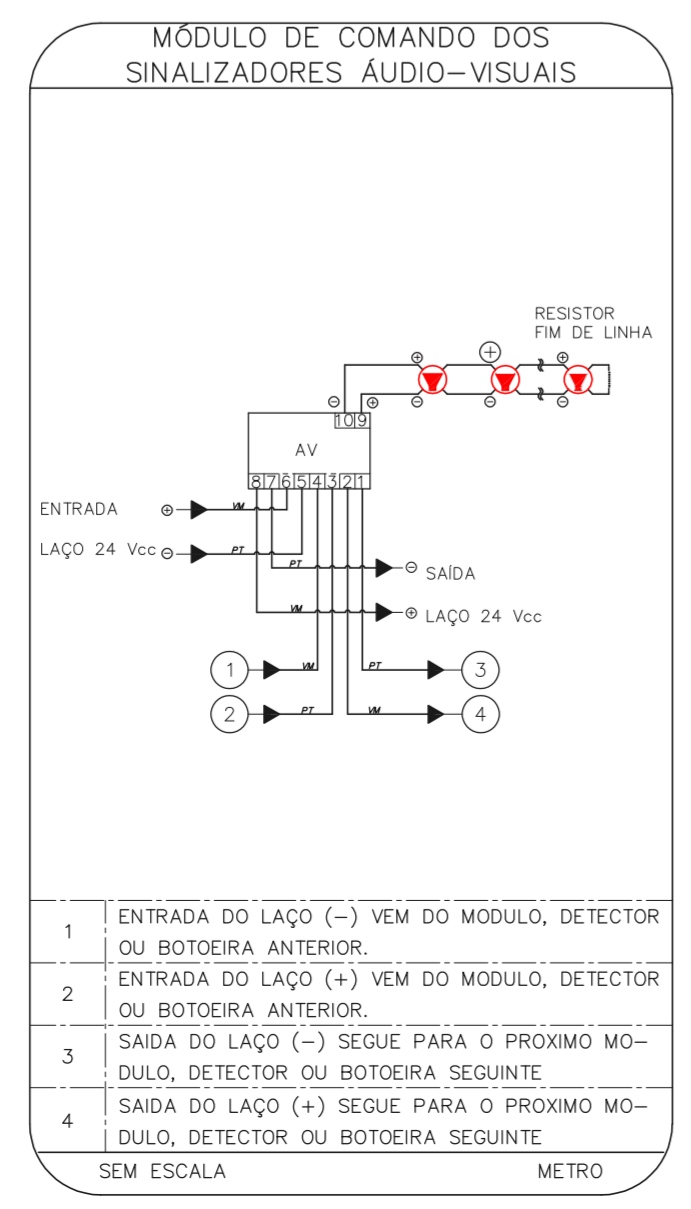 MÓDULO DE COMANDO DOS
SINALIZADORES ÁUDIO–VISUAIS
RESISTOR
FIM DE LINHA
⊕ ⊕ ⊕
⊖ ⊕ ⊖ ⊖ ⊖
10 9
AV
8 7 6 5 4 3 2 1
ENTRADA ⊕ VM
LAÇO 24 Vcc ⊖ PT
PT ⊖ SAÍDA
VM ⊕ LAÇO 24 Vcc
1 VM PT 3
2 PT VM 4
1 ENTRADA DO LAÇO (–) VEM DO MODULO, DETECTOR
OU BOTOEIRA ANTERIOR.
2 ENTRADA DO LAÇO (+) VEM DO MODULO, DETECTOR
OU BOTOEIRA ANTERIOR.
3 SAIDA DO LAÇO (–) SEGUE PARA O PROXIMO MO–
DULO, DETECTOR OU BOTOEIRA SEGUINTE
4 SAIDA DO LAÇO (+) SEGUE PARA O PROXIMO MO–
DULO, DETECTOR OU BOTOEIRA SEGUINTE
SEM ESCALA METRO